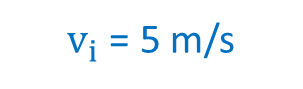 vᵢ = 5 m/s